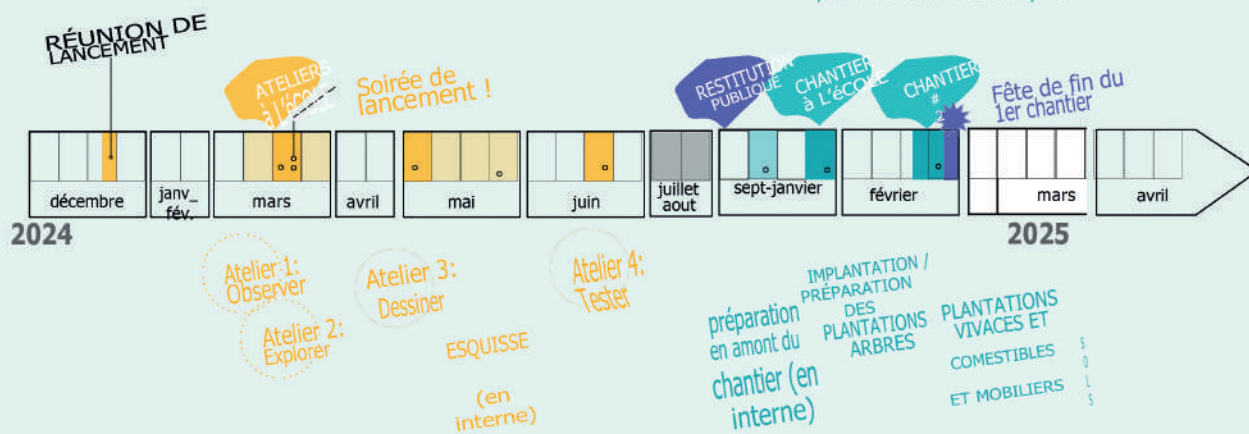 RÉUNION DE
LANCEMENT
ATELIERS
à L'éCOLE
Soirée de
lancement !
RESTITUTION
PUBLIQUE
CHANTIER
à L'éCOLE
CHANTIER
#
2
Fête de fin du
1er chantier
décembre
janv_
fév.
mars
avril
mai
juin
juillet
aout
sept-janvier
février
mars
avril
2024
2025
Atelier 1:
Observer
Atelier 2:
Explorer
Atelier 3:
Dessiner
ESQUISSE
(en
interne)
Atelier 4:
Tester
préparation
en amont du
chantier (en
interne)
IMPLANTATION /
PRÉPARATION
DES
PLANTATIONS
ARBRES
PLANTATIONS
VIVACES ET
COMESTIBLES
ET MOBILIERS
SOLS